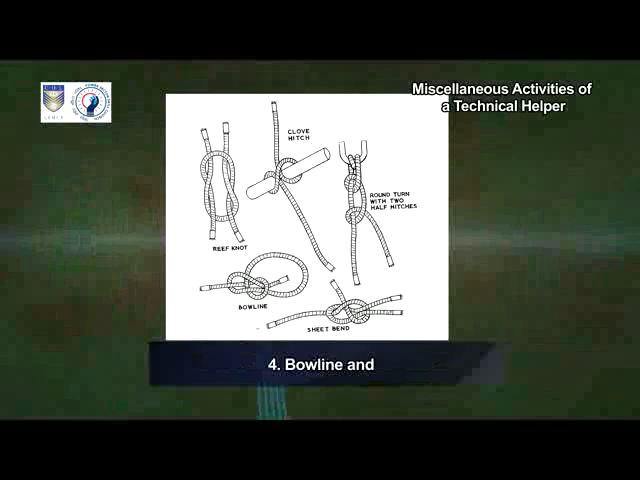 Miscellaneous Activities of
a Technical Helper
CLOVE
HITCH
ROUND TURN
WITH TWO
HALF HITCHES
REEF KNOT
BOWLINE
SHEET BEND
4. Bowline and